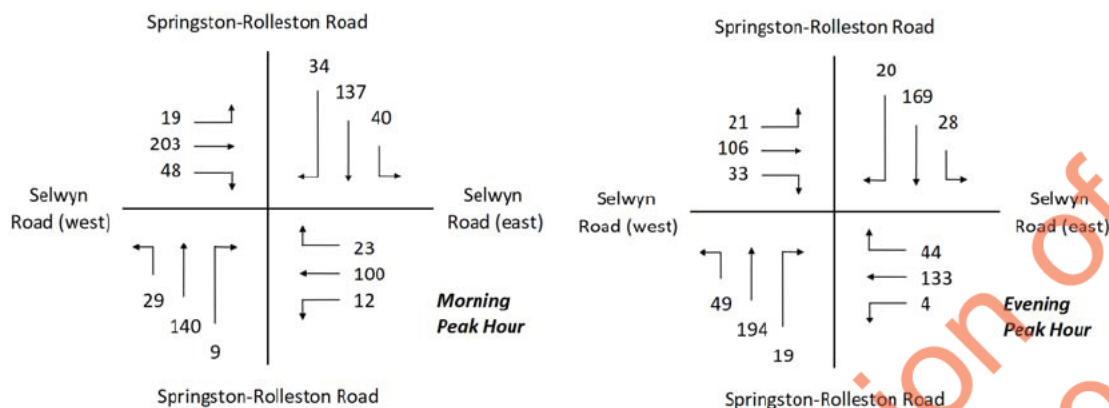 Springston-Rolleston Road
34
137
40
19
203
48
Selwyn
Road (west)
Selwyn
Road (east)
29
140
9
23
100
12
Morning
Peak Hour
Springston-Rolleston Road
Springston-Rolleston Road
20
169
28
21
106
33
Selwyn
Road (west)
Selwyn
Road (east)
49
194
19
44
133
4
Evening
Peak Hour
Springston-Rolleston Road
ion of